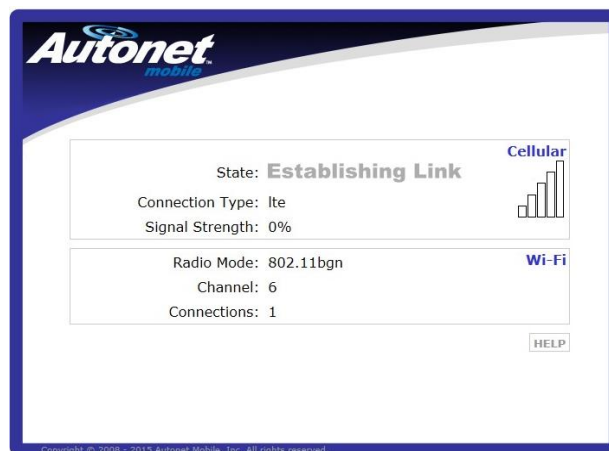 Autonet
mobile
Cellular
State: Establishing Link
Connection Type: lte
Signal Strength: 0%
Wi-Fi
Radio Mode: 802.11bgn
Channel: 6
Connections: 1
HELP
Copyright © 2008 - 2015 Autonet Mobile, Inc. All rights reserved.